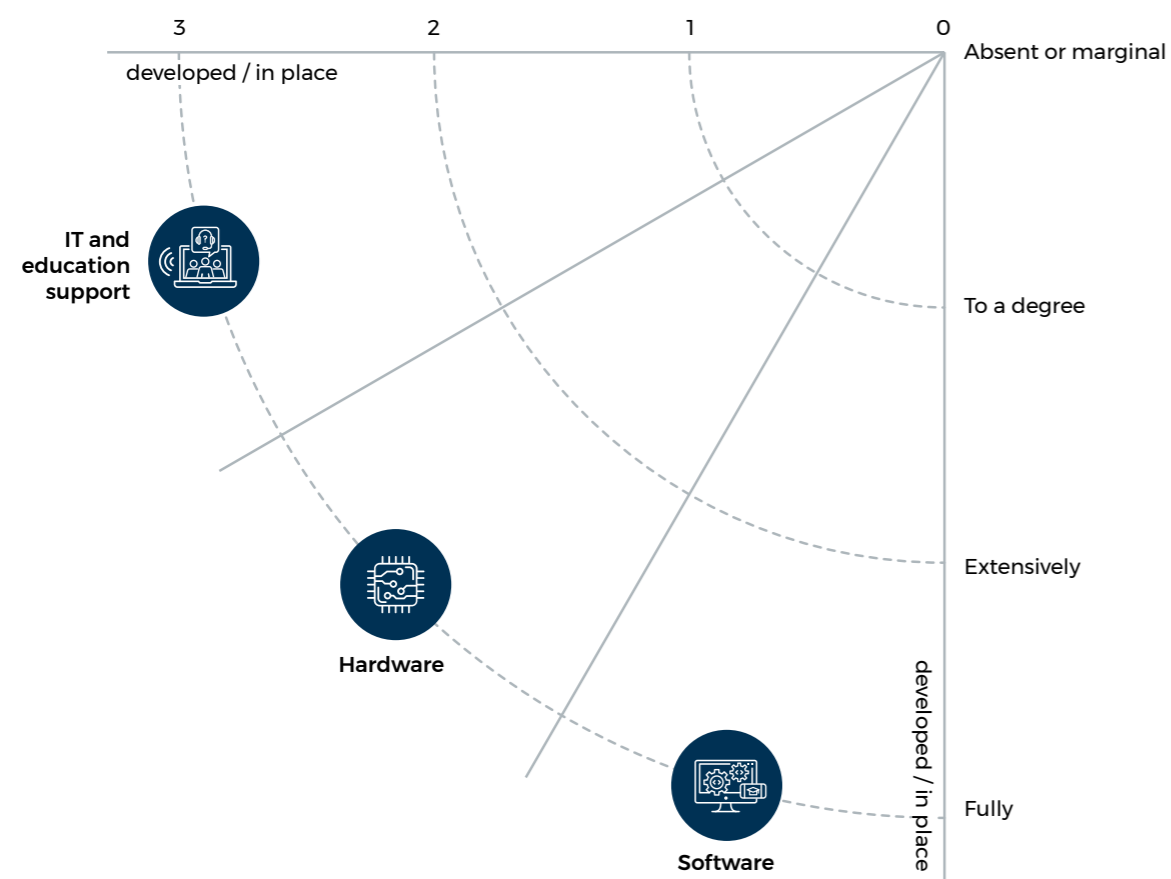 3
2
1
0
developed / in place
Absent or marginal
IT and
education
support
?
To a degree
Hardware
Extensively
developed / in place
Fully
Software